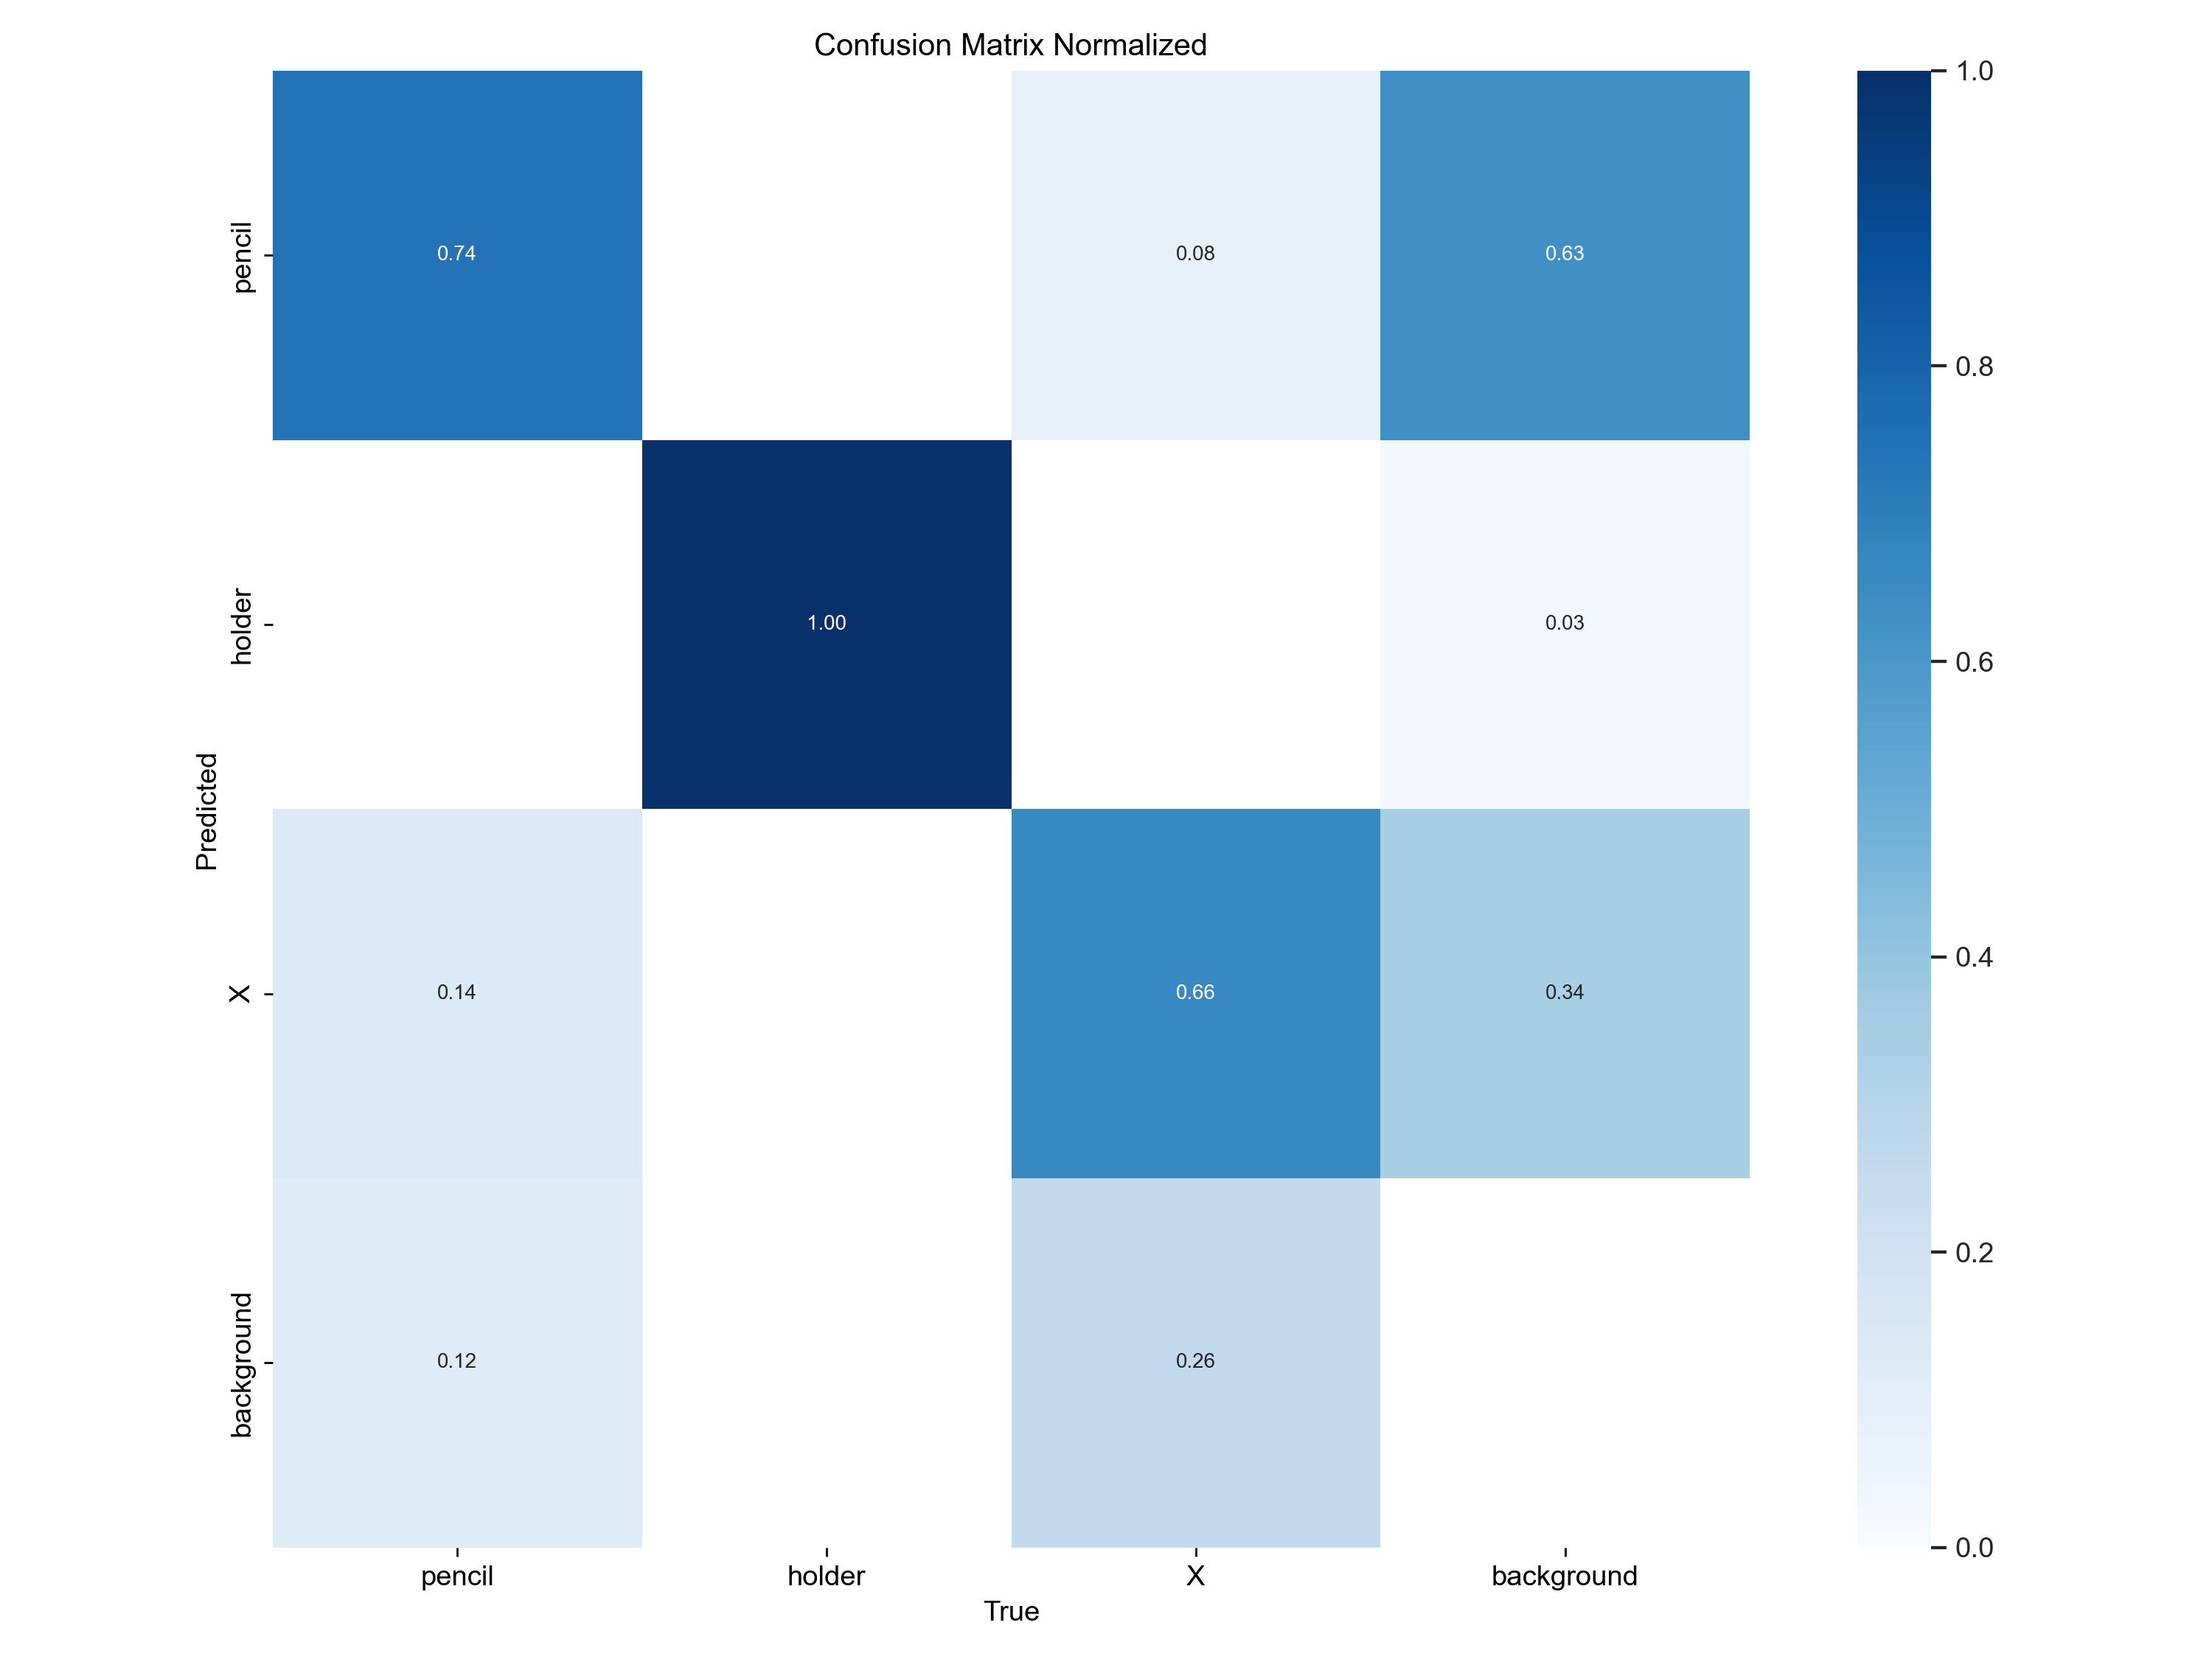 Confusion Matrix Normalized
1.0
pencil
0.74
0.08
0.63
0.8
holder
1.00
0.03
0.6
Predicted
X
0.14
0.66
0.34
0.4
background
0.12
0.26
0.2
0.0
pencil
holder
X
background
True